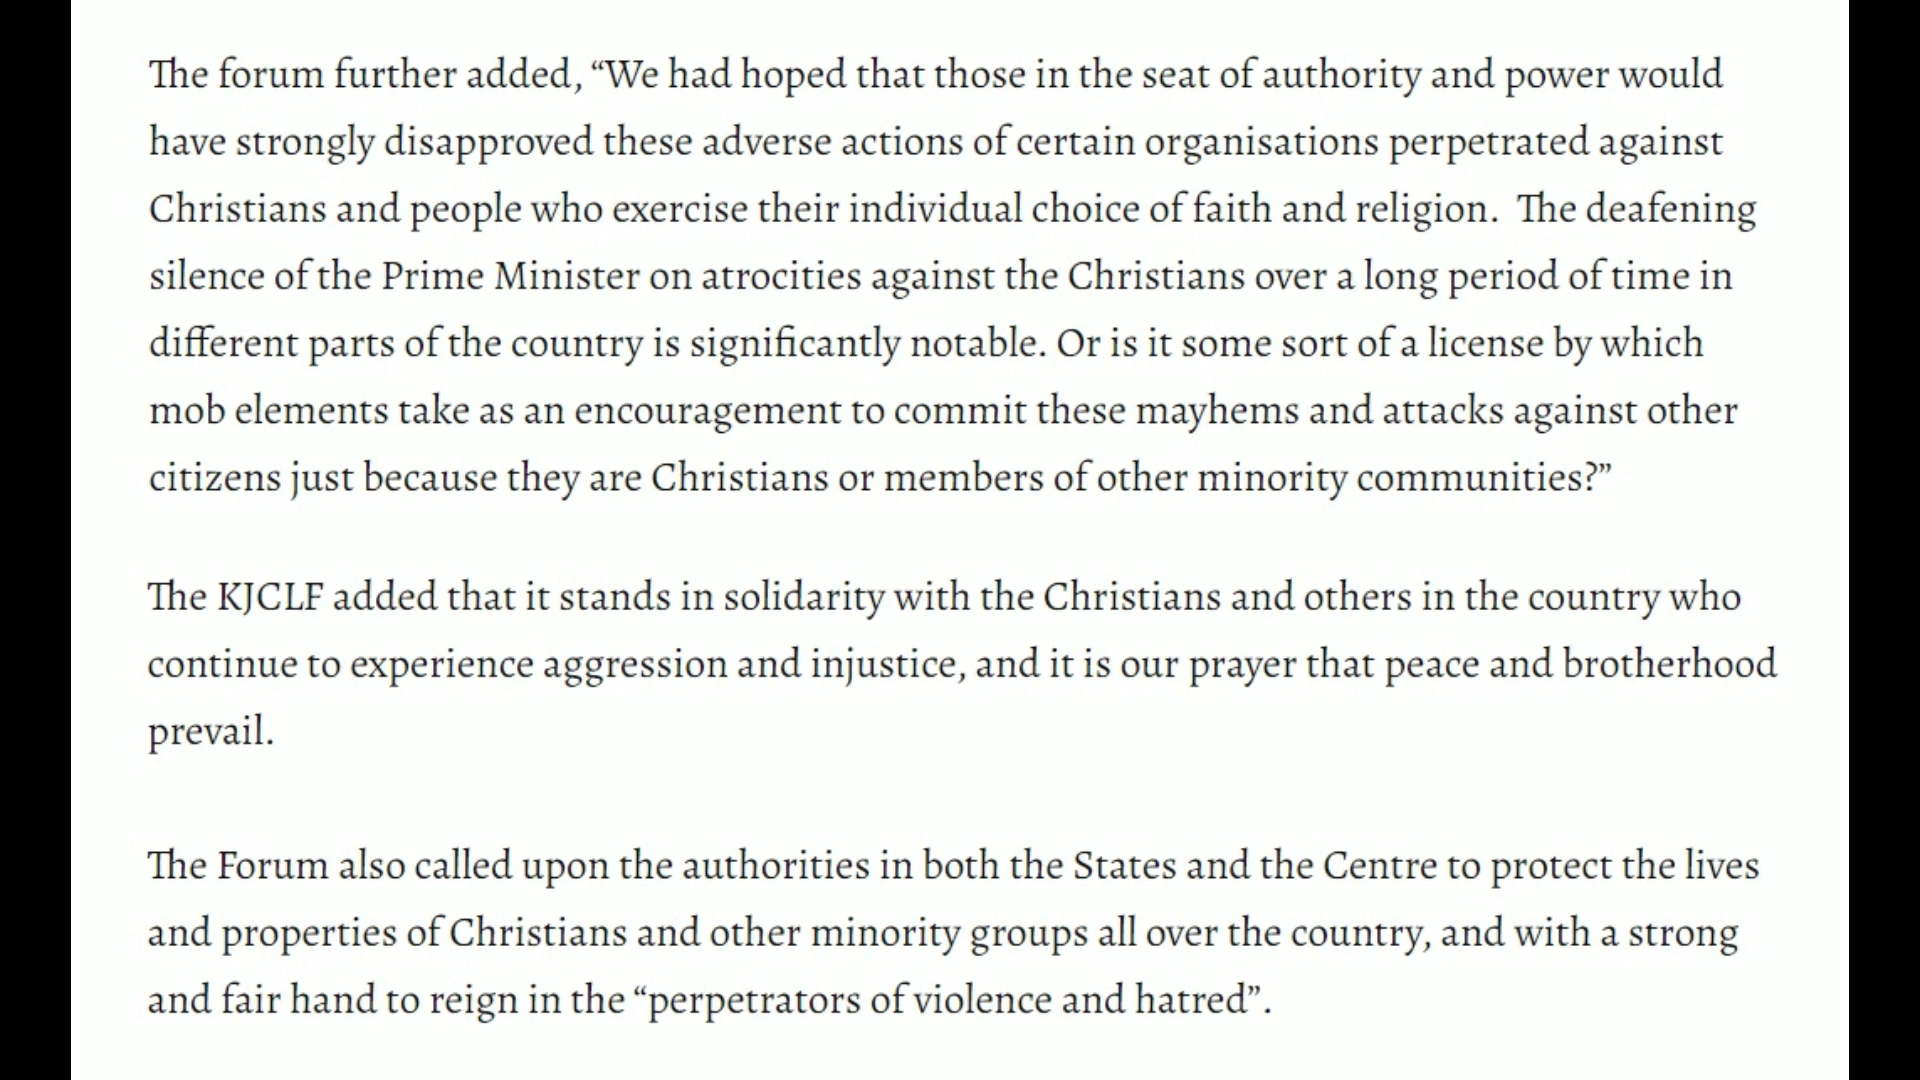 The forum further added, “We had hoped that those in the seat of authority and power would
have strongly disapproved these adverse actions of certain organisations perpetrated against
Christians and people who exercise their individual choice of faith and religion.  The deafening
silence of the Prime Minister on atrocities against the Christians over a long period of time in
different parts of the country is significantly notable. Or is it some sort of a license by which
mob elements take as an encouragement to commit these mayhems and attacks against other
citizens just because they are Christians or members of other minority communities?”
The KJCLF added that it stands in solidarity with the Christians and others in the country who
continue to experience aggression and injustice, and it is our prayer that peace and brotherhood
prevail.
The Forum also called upon the authorities in both the States and the Centre to protect the lives
and properties of Christians and other minority groups all over the country, and with a strong
and fair hand to reign in the “perpetrators of violence and hatred”.